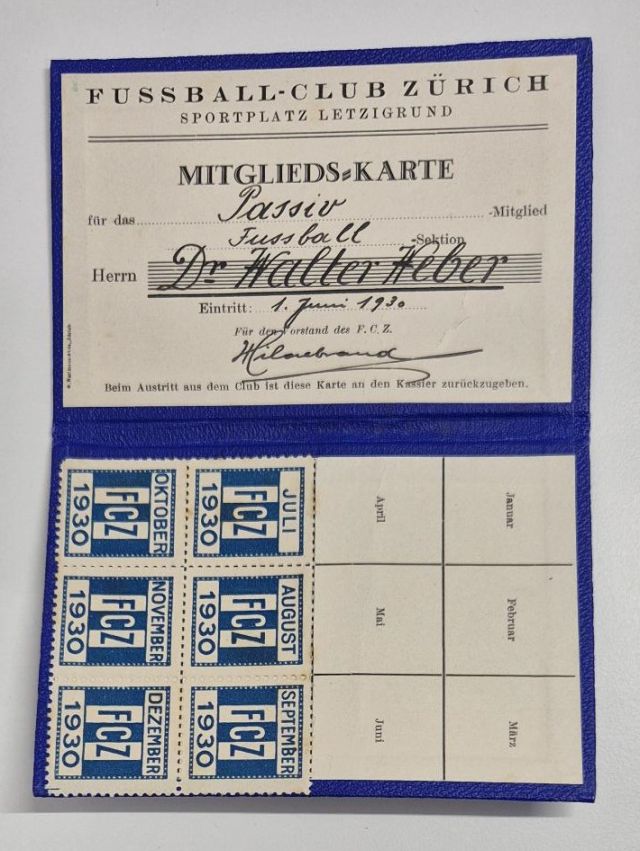 FUSSBALL-CLUB ZÜRICH
SPORTPLATZ LETZIGRUND
MITGLIEDS-KARTE
für das Passiv -Mitglied
Fussball -Sektion
Herrn Dr Walter Weber
Eintritt: 1. Juni 1930
Für den Vorstand des F. C. Z.
Hildebrand
Beim Austritt aus dem Club ist diese Karte an den Kassier zurückzugeben.
Januar
Februar
März
April
Mai
Juni
JULI
FCZ
1930
AUGUST
FCZ
1930
SEPTEMBER
FCZ
1930
OKTOBER
FCZ
1930
NOVEMBER
FCZ
1930
DEZEMBER
FCZ
1930